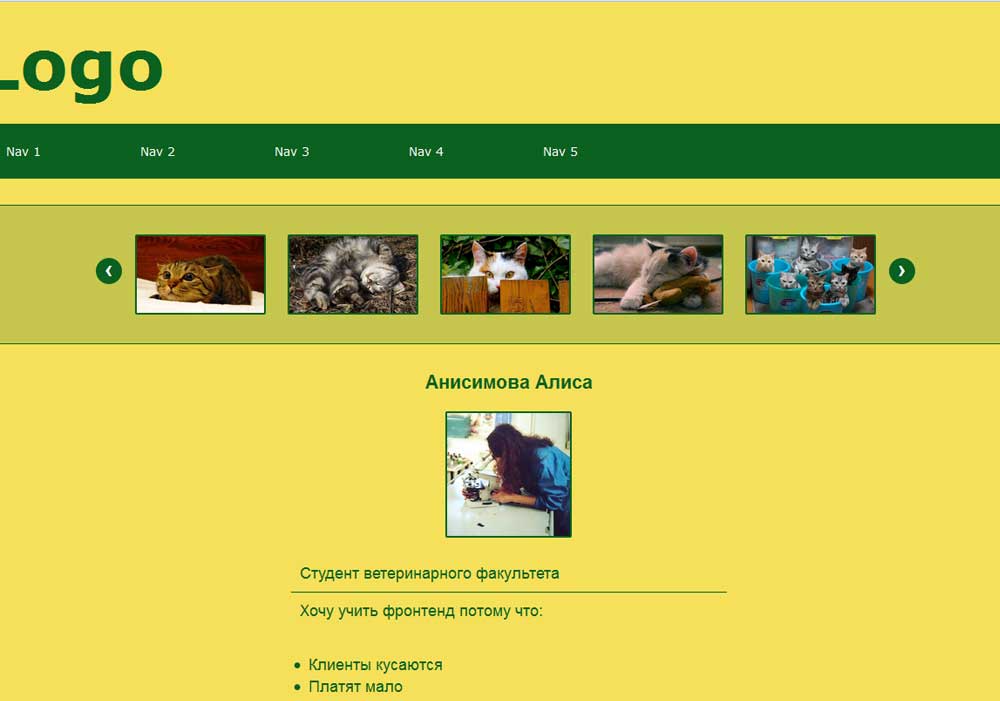 Logo
Nav 1 Nav 2 Nav 3 Nav 4 Nav 5
Анисимова Алиса
Студент ветеринарного факультета
Хочу учить фронтенд потому что:
• Клиенты кусаются
• Платят мало